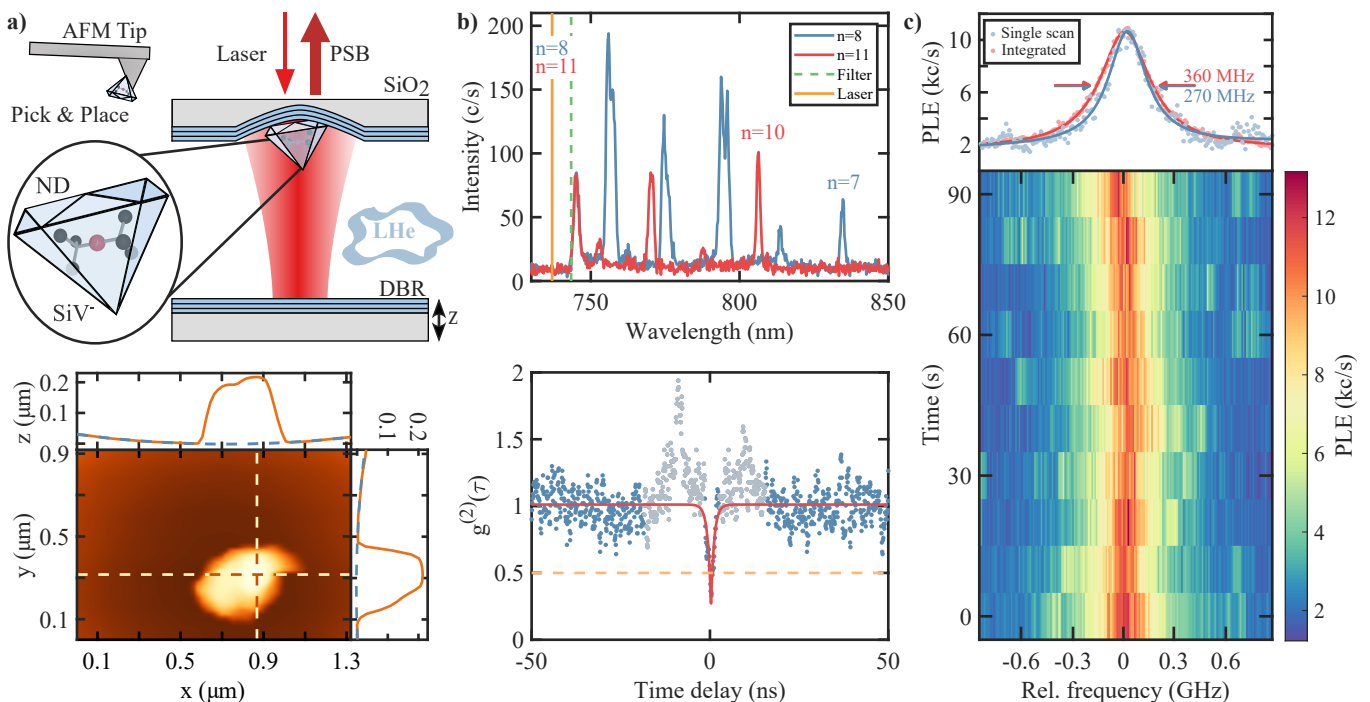 a)
AFM Tip
Pick & Place
Laser
PSB
SiO2
ND
SiV-
LHe
DBR
z
z (μm)
0.2
0.1
0.1
0.2
y (μm)
0.9
0.5
0.1
0.1
0.5
0.9
1.3
x (μm)
b)
Intensity (c/s)
200
150
100
50
0
n=8
n=11
n=8
n=11
Filter
Laser
n=10
n=7
750
800
850
Wavelength (nm)
g(2)(τ)
2
1.5
1
0.5
0
-50
0
50
Time delay (ns)
c)
PLE (kc/s)
10
6
2
Single scan
Integrated
360 MHz
270 MHz
Time (s)
90
60
30
0
-0.6
-0.3
0
0.3
0.6
Rel. frequency (GHz)
12
10
8
6
4
2
PLE (kc/s)